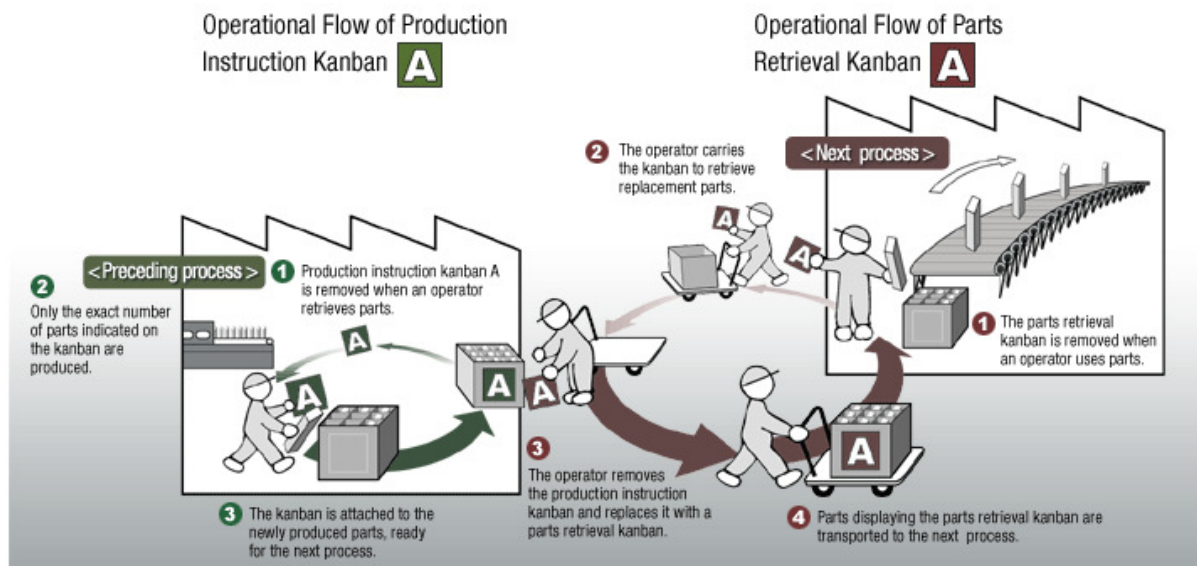 Operational Flow of Production
Instruction Kanban A
Operational Flow of Parts
Retrieval Kanban A
<Preceding process>
1 Production instruction kanban A
is removed when an operator
retrieves parts.
2
Only the exact number
of parts indicated on
the kanban are
produced.
A
A
A
A
3 The kanban is attached to the
newly produced parts, ready
for the next process.
<Next process>
1 The parts retrieval
kanban is removed when
an operator uses parts.
2 The operator carries
the kanban to retrieve
replacement parts.
A
A
3
The operator removes
the production instruction
kanban and replaces it with a
parts retrieval kanban.
A
4 Parts displaying the parts retrieval kanban are
transported to the next process.